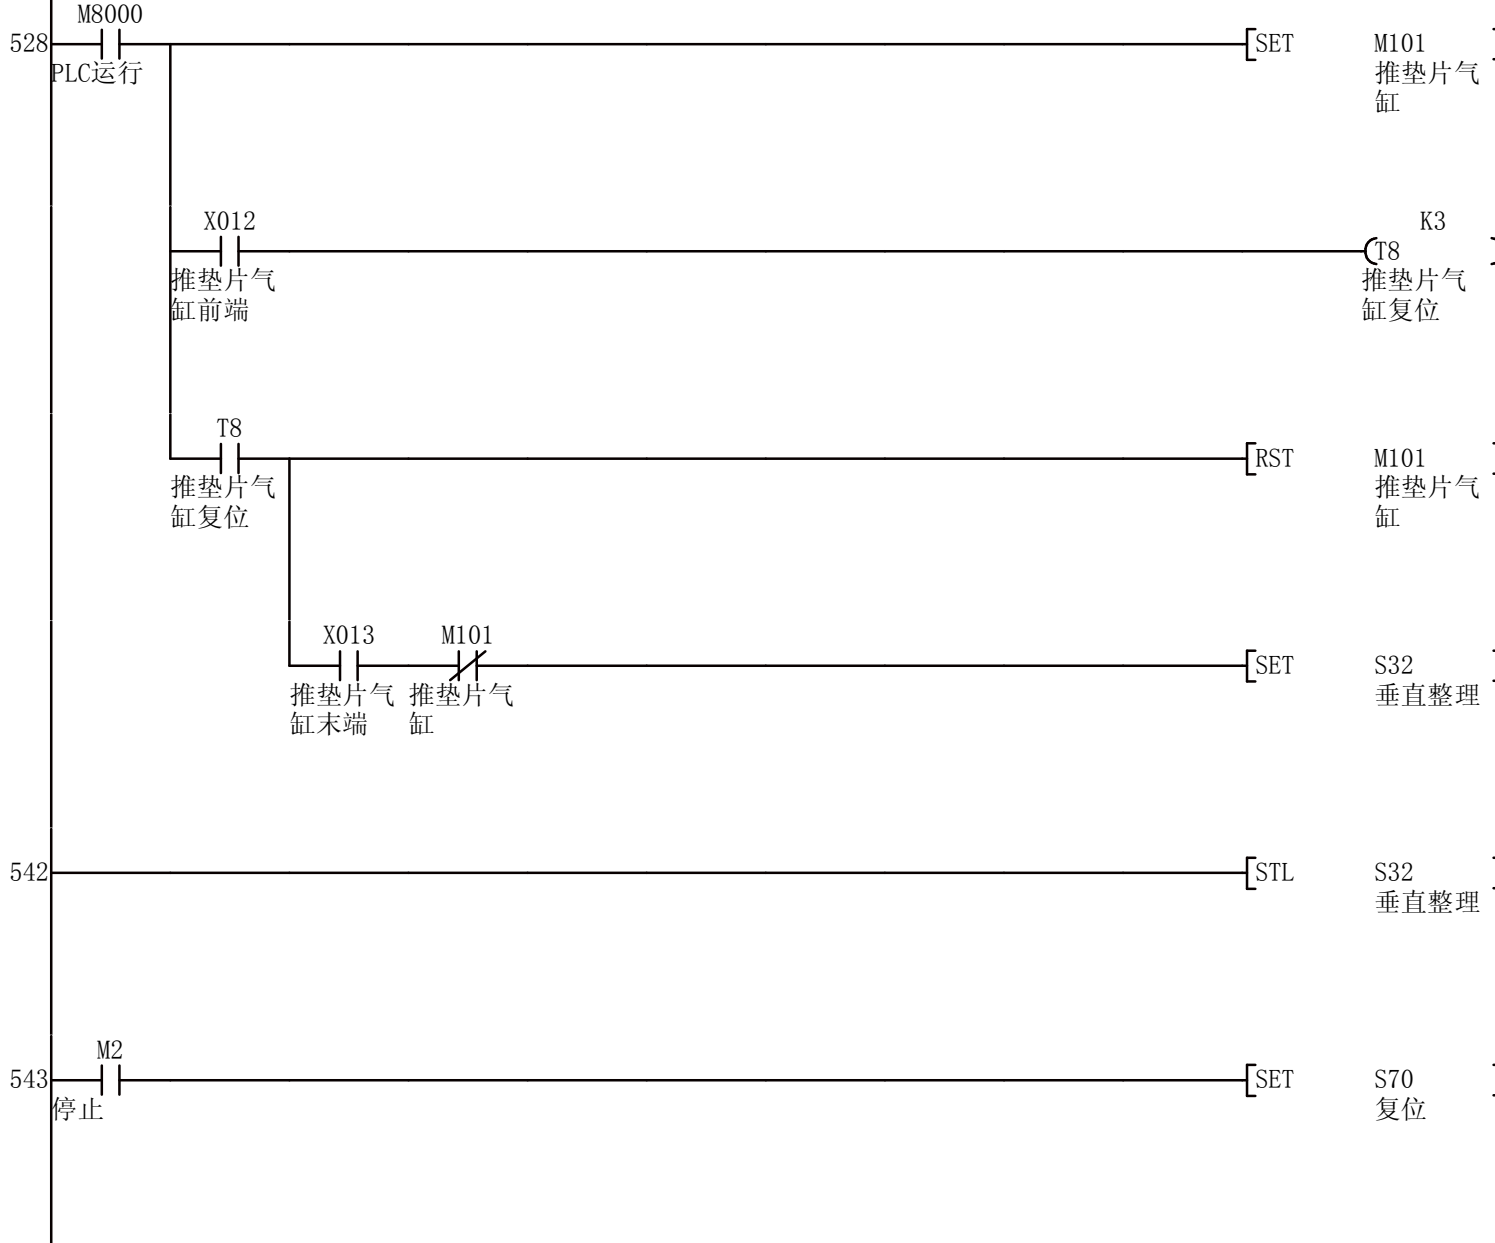 M8000
528 SET M101
PLC运行 推垫片气
缸
X012 K3
T8
推垫片气 推垫片气
缸前端 缸复位
T8
RST M101
推垫片气 推垫片气
缸复位 缸
X013 M101
SET S32
推垫片气 推垫片气 垂直整理
缸末端 缸
542 STL S32
垂直整理
M2
543 SET S70
停止 复位